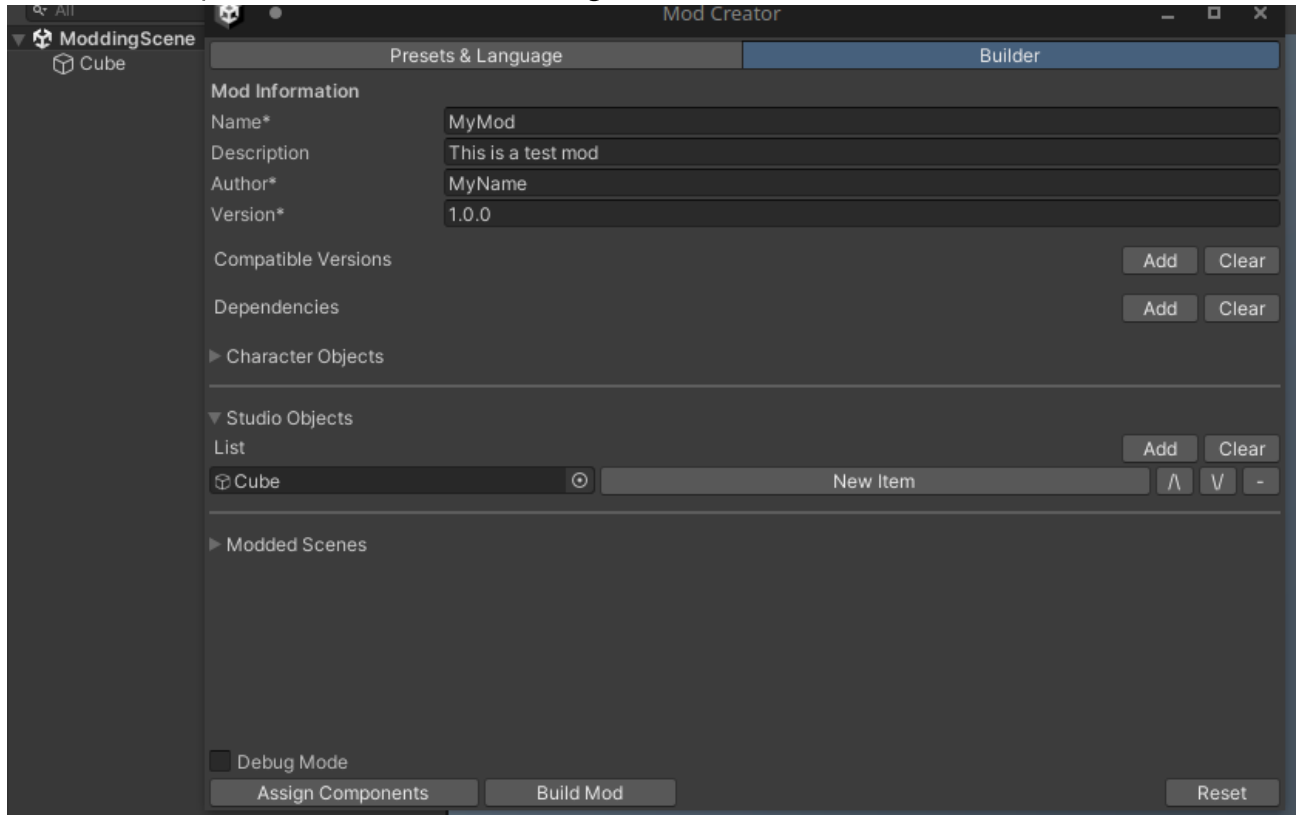 All
Mod Creator
ModdingScene
Cube
Presets & Language
Builder
Mod Information
Name*
MyMod
Description
This is a test mod
Author*
MyName
Version*
1.0.0
Compatible Versions
Add
Clear
Dependencies
Add
Clear
Character Objects
Studio Objects
List
Add
Clear
Cube
New Item
/\
\/
-
Modded Scenes
Debug Mode
Assign Components
Build Mod
Reset